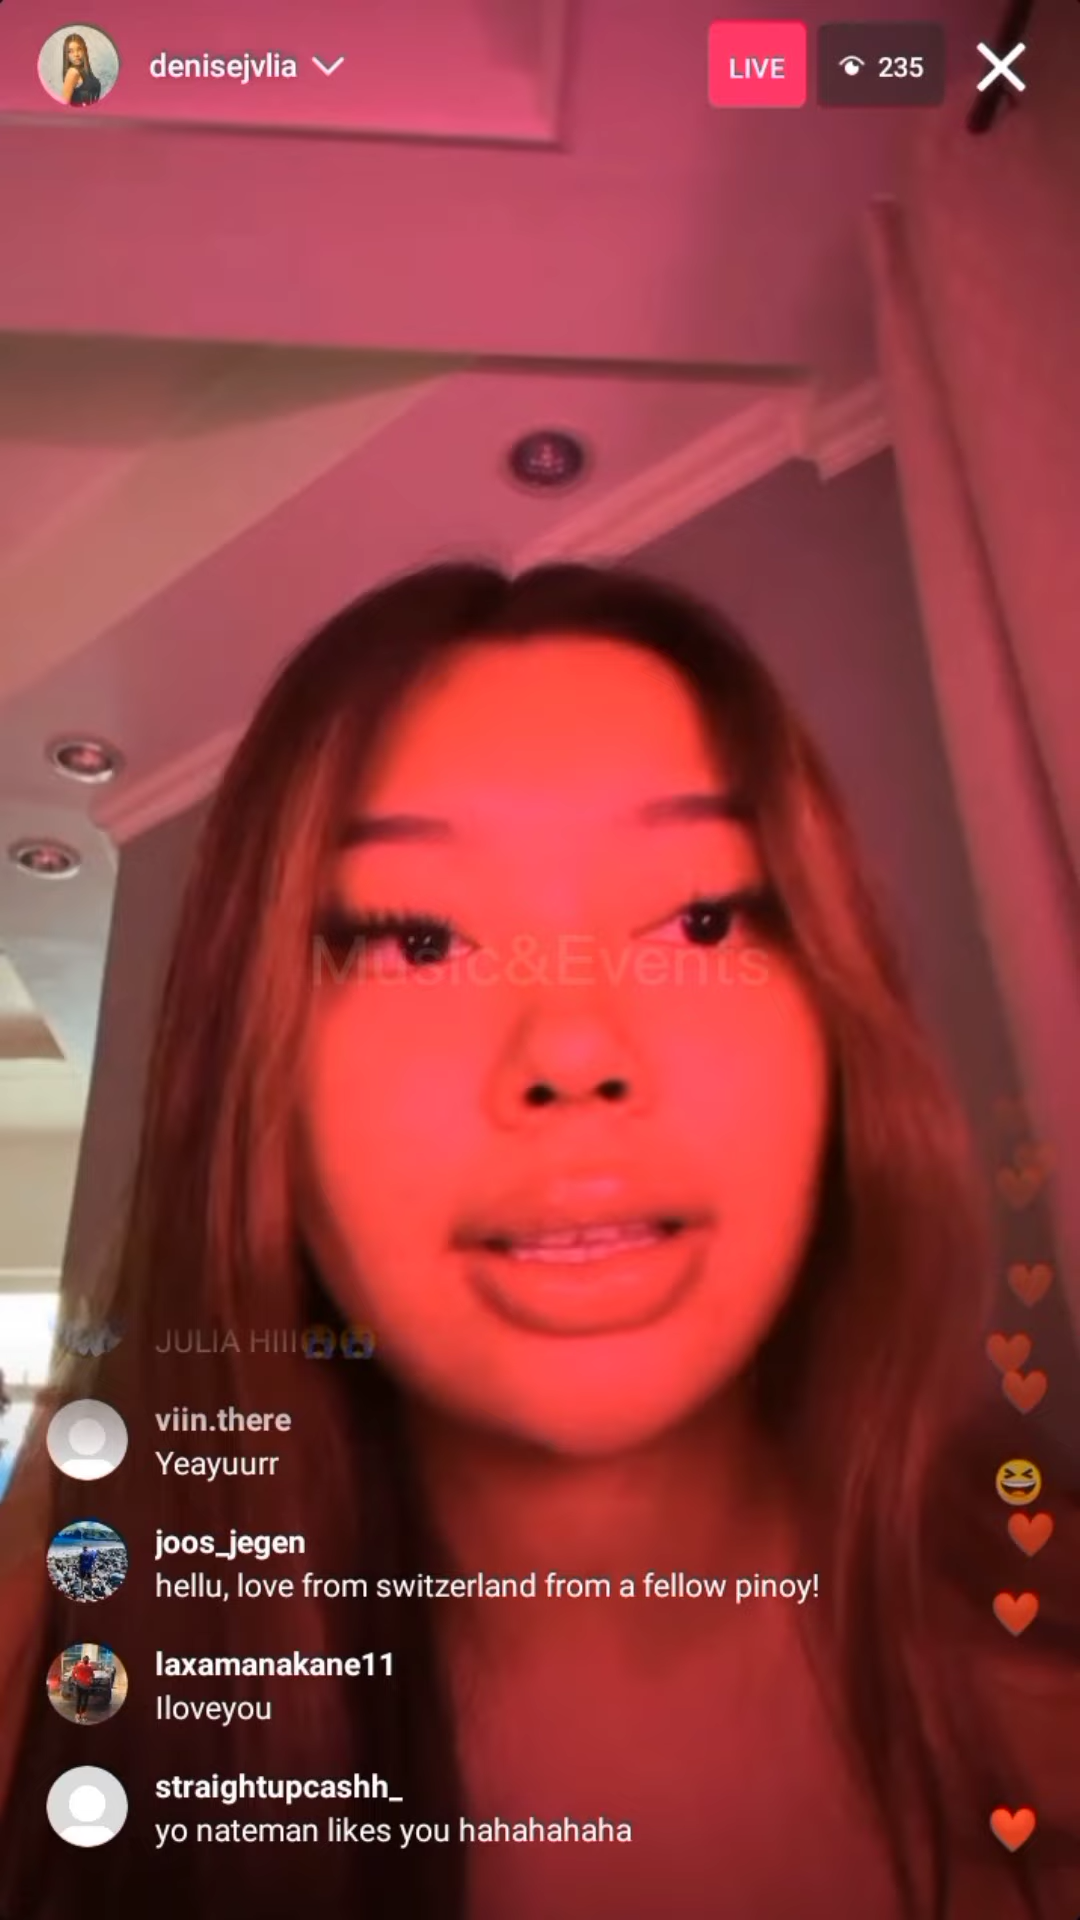 denisejvlia
LIVE
235
Music&Events
JULIA HIII😭😭
viin.there
Yeayuurr
joos_jegen
hellu, love from switzerland from a fellow pinoy!
laxamanakane11
Iloveyou
straightupcashh_
yo nateman likes you hahahahaha